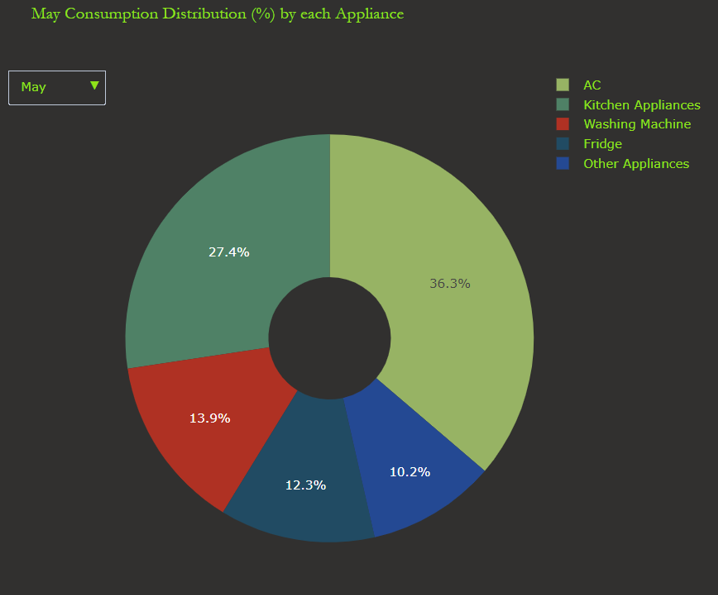 May Consumption Distribution (%) by each Appliance
May ▼
AC
Kitchen Appliances
Washing Machine
Fridge
Other Appliances
27.4%
36.3%
13.9%
12.3%
10.2%